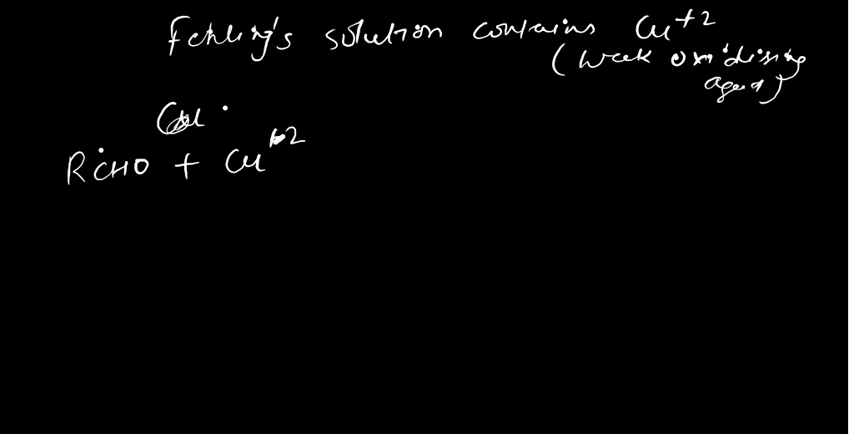 Fehling's solution contains Cu+2
(weak oxidising
agent)
RCHO + Cu+2